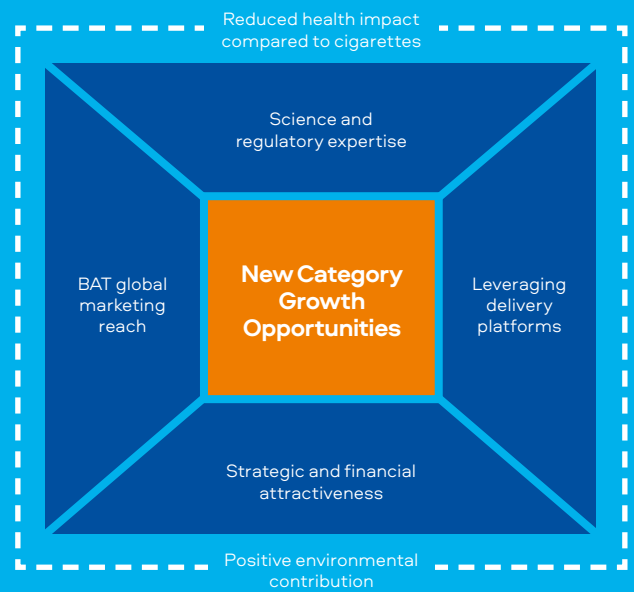 Reduced health impact
compared to cigarettes
Science and
regulatory expertise
BAT global
marketing
reach
New Category
Growth
Opportunities
Leveraging
delivery
platforms
Strategic and financial
attractiveness
Positive environmental
contribution